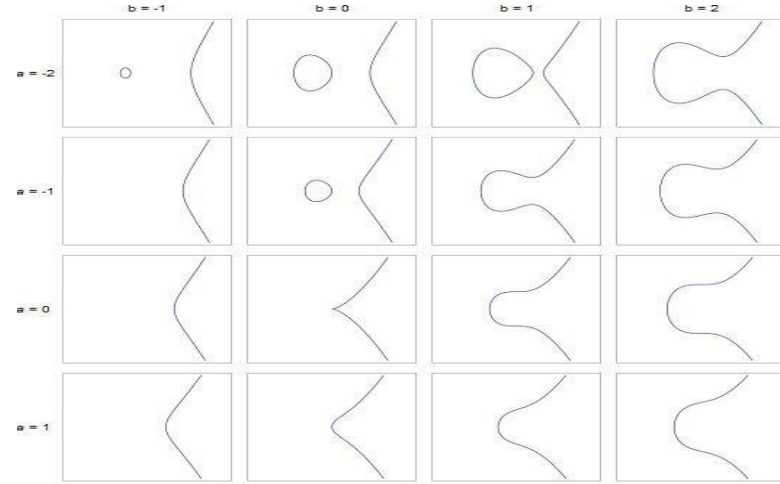 b = -1 b = 0 b = 1 b = 2
a = -2
a = -1
a = 0
a = 1